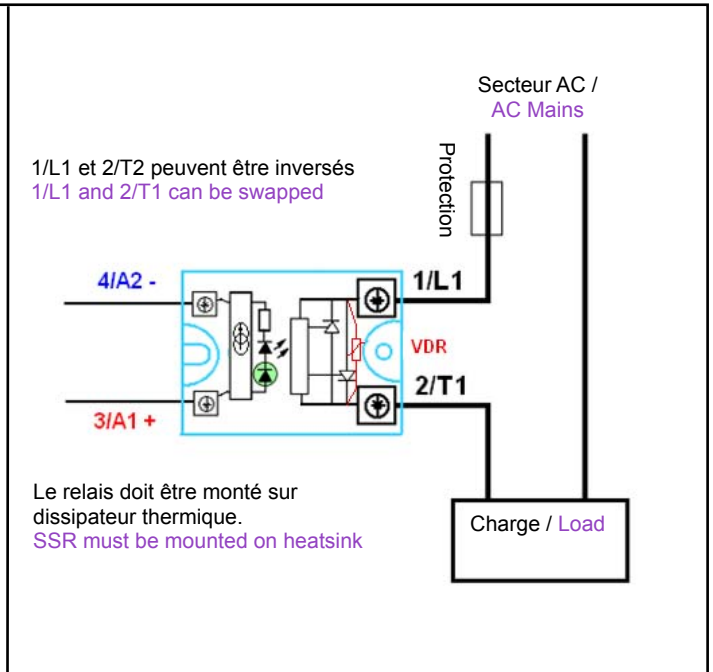 Secteur AC /
AC Mains
1/L1 et 2/T2 peuvent être inversés
1/L1 and 2/T1 can be swapped
Protection
4/A2 -
1/L1
VDR
2/T1
3/A1 +
Le relais doit être monté sur
dissipateur thermique.
SSR must be mounted on heatsink
Charge / Load